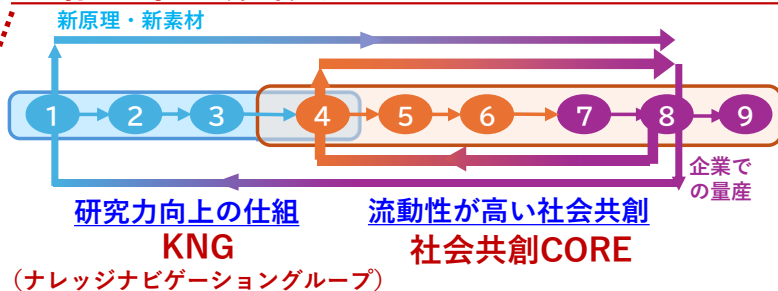 新原理・新素材
1 2 3 4 5 6 7 8 9
企業で
の量産
研究力向上の仕組 流動性が高い社会共創
KNG 社会共創CORE
(ナレッジナビゲーショングループ)